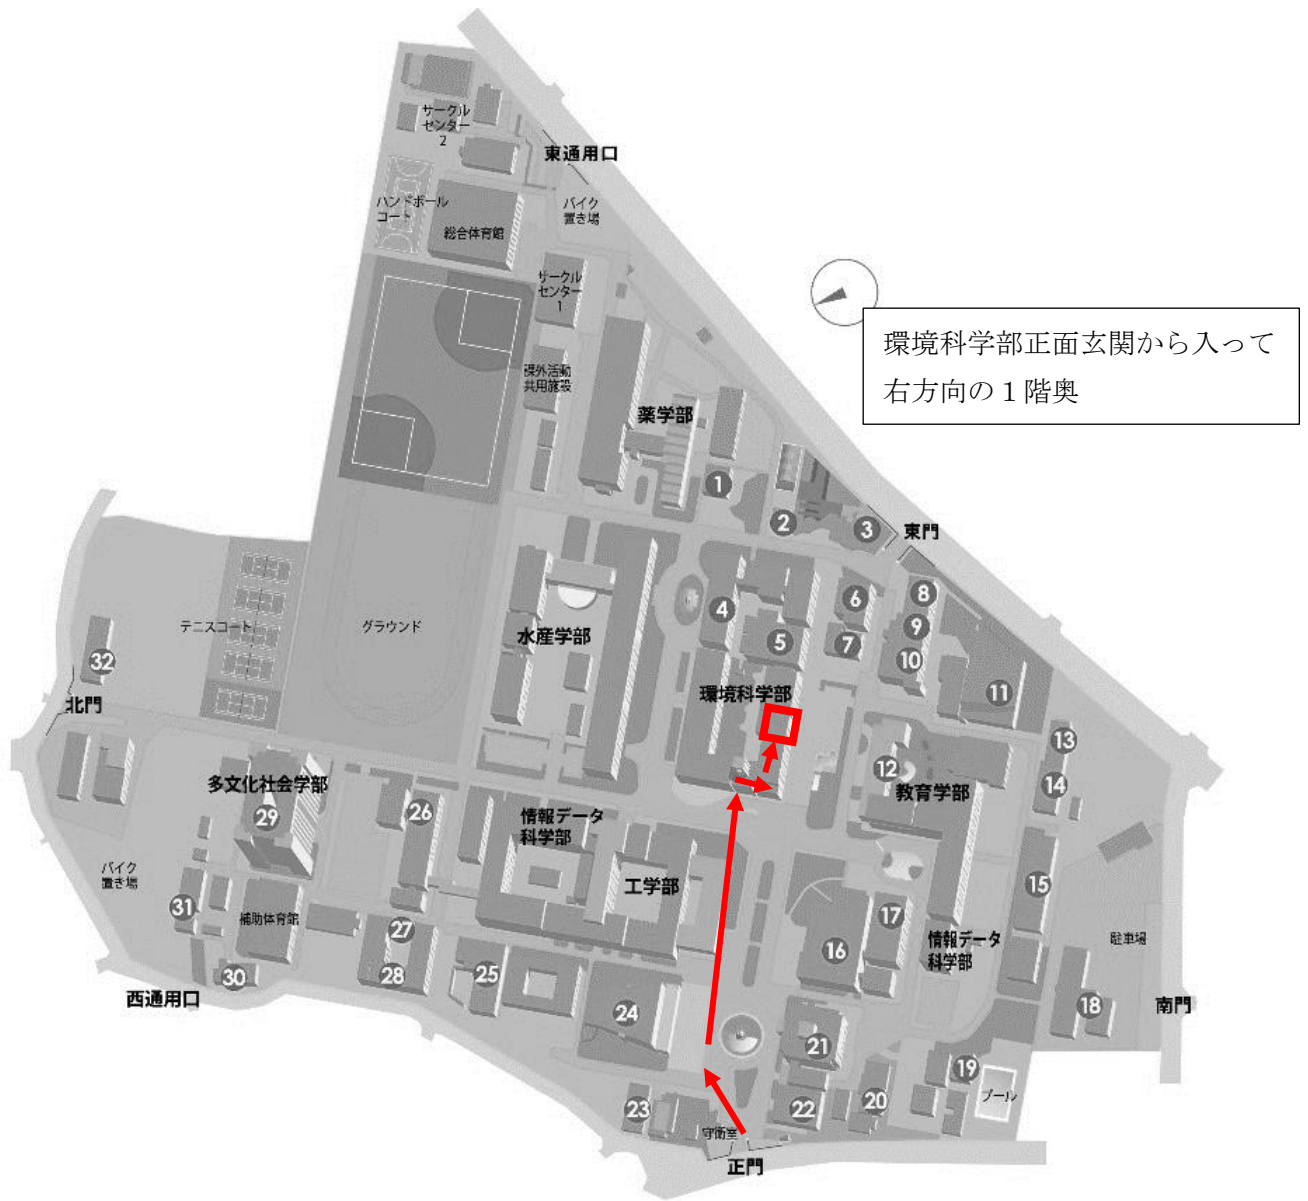 サークル
センター
2
東通用口
ハンドボール
コート
バイク
置き場
総合体育館
サークル
センター
1
環境科学部正面玄関から入って
右方向の１階奥
課外活動
共用施設
薬学部
1
2
3
東門
4
5
6
7
8
9
10
11
水産学部
テニスコート
グラウンド
32
北門
環境科学部
12
教育学部
13
14
多文化社会学部
29
26
情報データ
科学部
工学部
バイク
置き場
31
補助体育館
27
28
30
西通用口
25
24
15
16
17
情報データ
科学部
駐車場
18
南門
21
19
プール
20
22
23
守衛室
正門